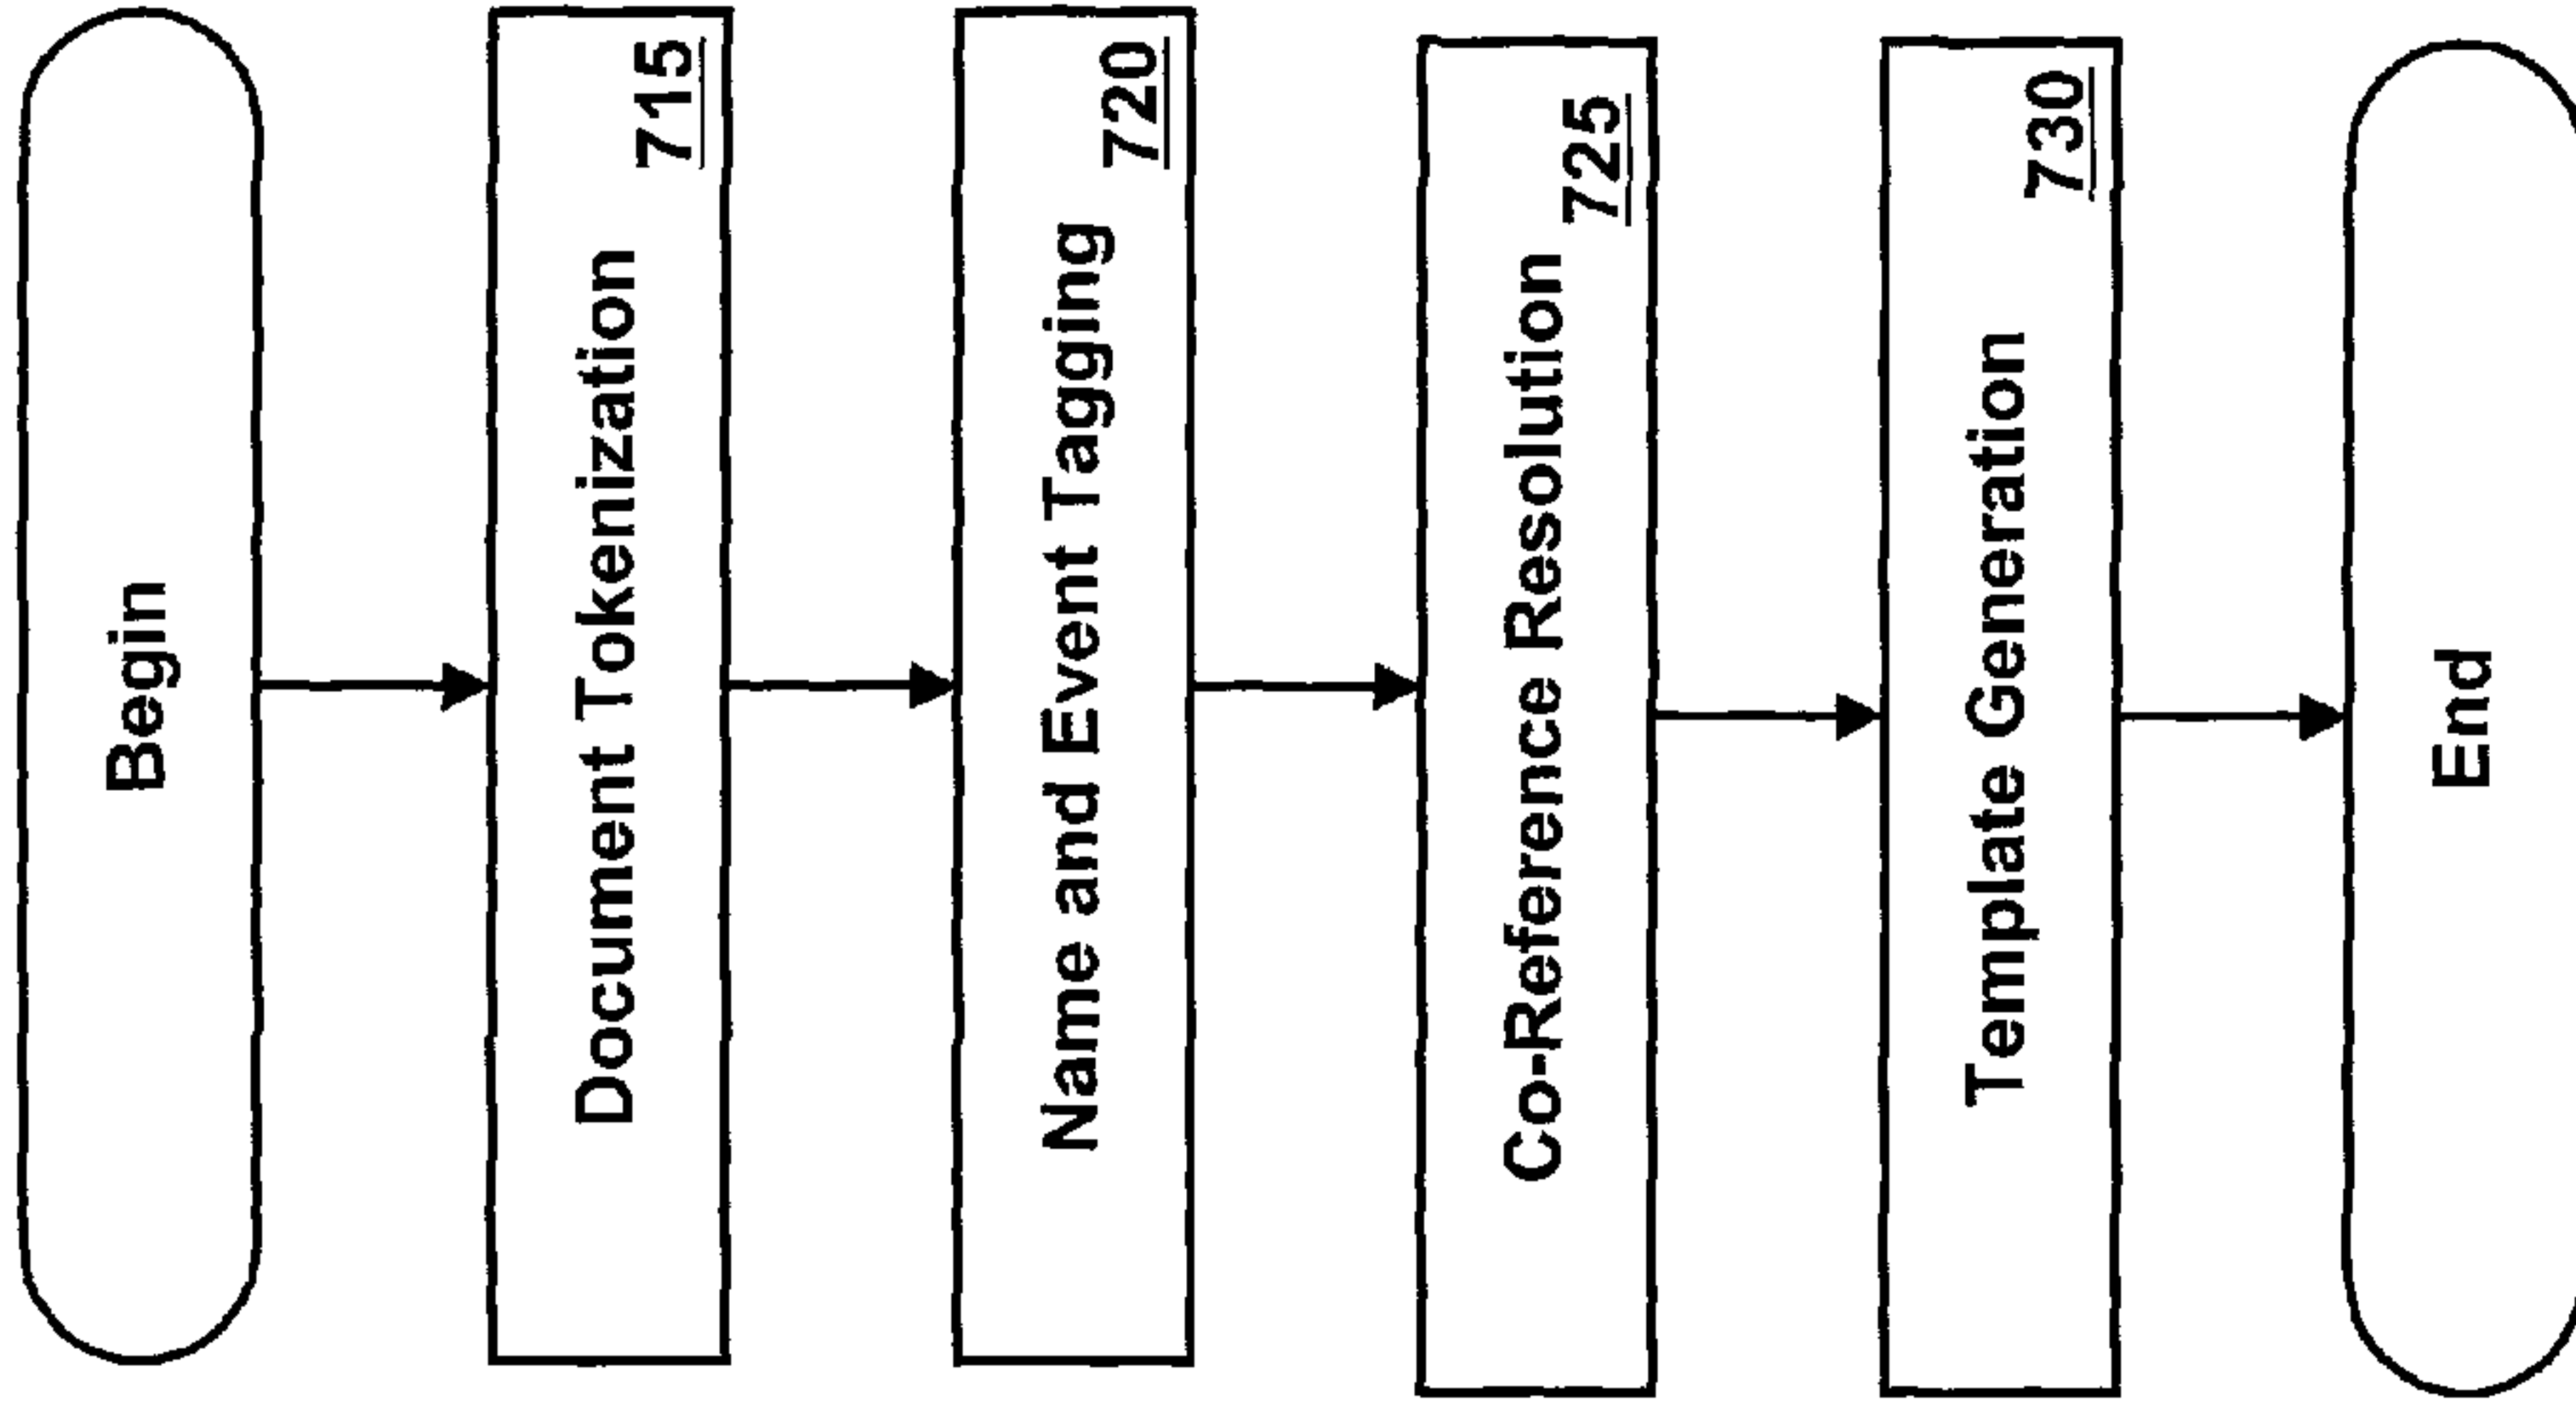 Begin
Document Tokenization
715
Name and Event Tagging
720
Co-Reference Resolution
725
Template Generation
730
End